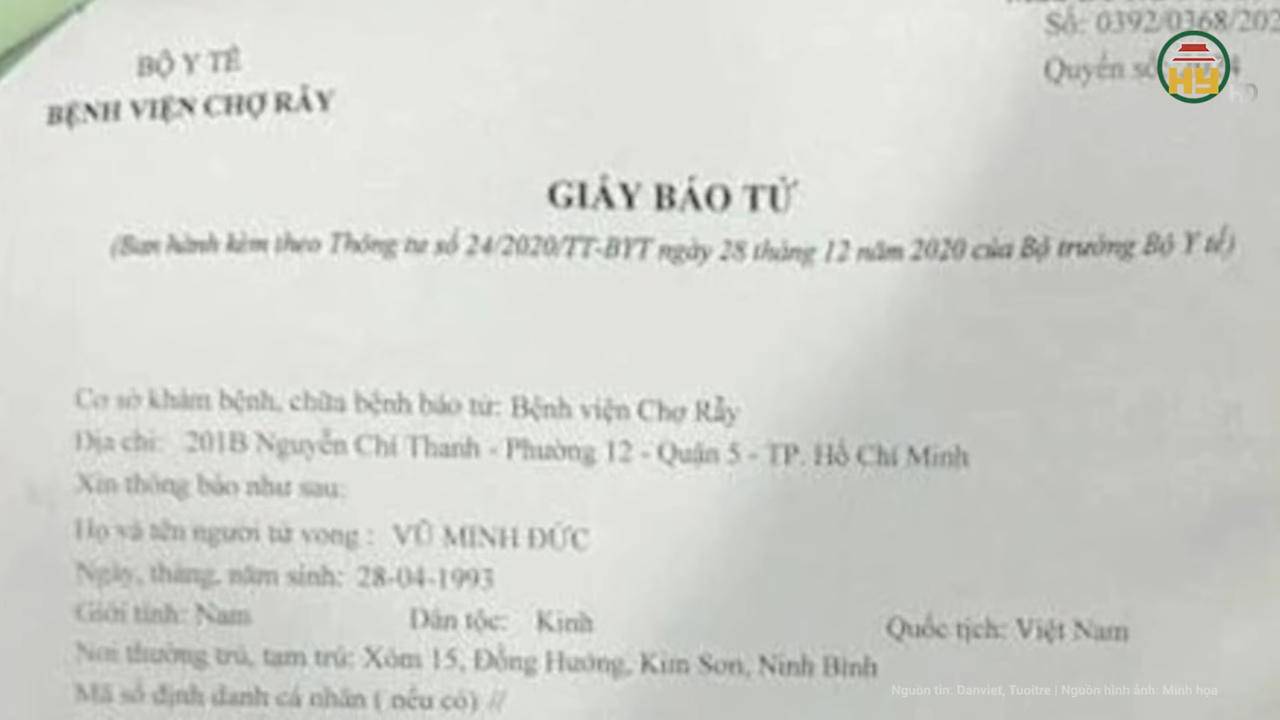 BỘ Y TẾ
BỆNH VIỆN CHỢ RẪY
Số: 0392/0368/202
Quyển số
HY
GIẤY BÁO TỬ
(Ban hành kèm theo Thông tư số 24/2020/TT-BYT ngày 28 tháng 12 năm 2020 của Bộ trưởng Bộ Y tế)
Cơ sở khám bệnh, chữa bệnh báo tử: Bệnh viện Chợ Rẫy
Địa chỉ: 201B Nguyễn Chí Thanh - Phường 12 - Quận 5 - TP. Hồ Chí Minh
Xin thông báo như sau:
Họ và tên người tử vong : VŨ MINH ĐỨC
Ngày, tháng, năm sinh: 28-04-1993
Giới tính: Nam Dân tộc: Kinh Quốc tịch: Việt Nam
Nơi thường trú, tạm trú: Xóm 15, Đồng Hướng, Kim Sơn, Ninh Bình
Mã số định danh cá nhân ( nếu có) //
Nguồn tin: Danviet, Tuoitre | Nguồn hình ảnh: Minh họa